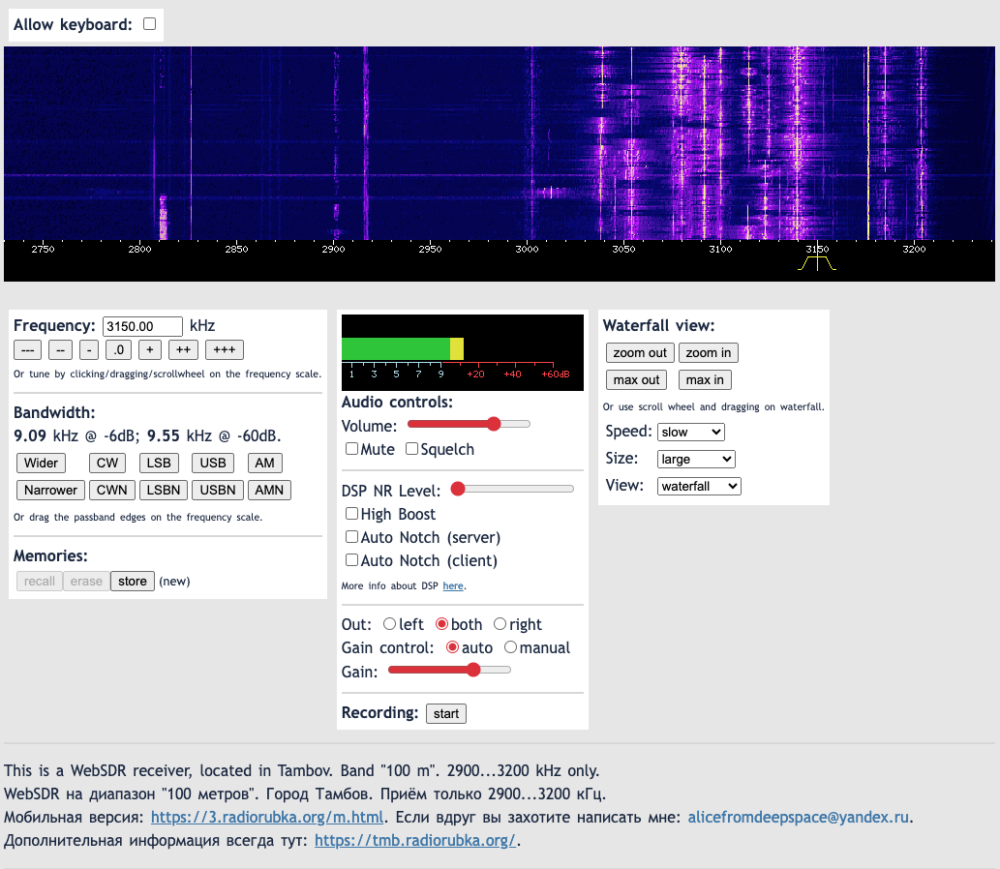 Allow keyboard:
2750 2800 2850 2900 2950 3000 3050 3100 3150 3200
Frequency: 3150.00 kHz
--- -- - .0 + ++ +++
Or tune by clicking/dragging/scrollwheel on the frequency scale.
Bandwidth:
9.09 kHz @ -6dB; 9.55 kHz @ -60dB.
Wider CW LSB USB AM
Narrower CWN LSBN USBN AMN
Or drag the passband edges on the frequency scale.
Memories:
recall erase store (new)
1 3 5 7 9 +20 +40 +60dB
Audio controls:
Volume:
Mute Squelch
DSP NR Level:
High Boost
Auto Notch (server)
Auto Notch (client)
More info about DSP here.
Out: left both right
Gain control: auto manual
Gain:
Recording: start
Waterfall view:
zoom out zoom in
max out max in
Or use scroll wheel and dragging on waterfall.
Speed: slow
Size: large
View: waterfall
This is a WebSDR receiver, located in Tambov. Band "100 m". 2900...3200 kHz only.
WebSDR на диапазон "100 метров". Город Тамбов. Приём только 2900...3200 кГц.
Мобильная версия: https://3.radiorubka.org/m.html. Если вдруг вы захотите написать мне: alicefromdeepspace@yandex.ru.
Дополнительная информация всегда тут: https://tmb.radiorubka.org/.